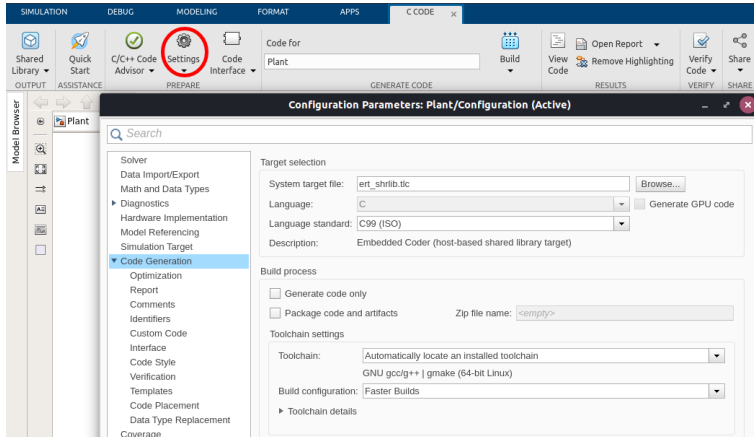 SIMULATION DEBUG MODELING FORMAT APPS C CODE ×
Shared Library
Quick Start
C/C++ Code Advisor
Settings
Code Interface
Code for
Plant
Build
View Code
Open Report
Remove Highlighting
Verify Code
Share
OUTPUT ASSISTANCE PREPARE GENERATE CODE RESULTS VERIFY SHARE
Model Browser
Plant
Configuration Parameters: Plant/Configuration (Active)
Search
Solver
Data Import/Export
Math and Data Types
Diagnostics
Hardware Implementation
Model Referencing
Simulation Target
Code Generation
Optimization
Report
Comments
Identifiers
Custom Code
Interface
Code Style
Verification
Templates
Code Placement
Data Type Replacement
Coverage
Target selection
System target file: ert_shrlib.tlc Browse...
Language: C Generate GPU code
Language standard: C99 (ISO)
Description: Embedded Coder (host-based shared library target)
Build process
Generate code only
Package code and artifacts Zip file name: <empty>
Toolchain settings
Toolchain: Automatically locate an installed toolchain
GNU gcc/g++ | gmake (64-bit Linux)
Build configuration: Faster Builds
Toolchain details